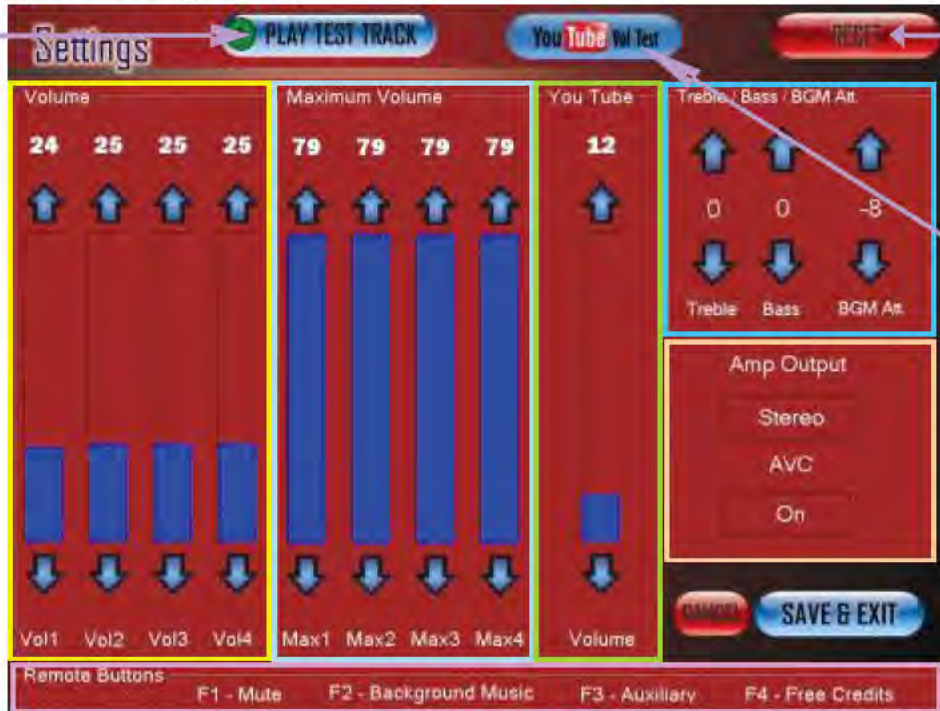 Settings
PLAY TEST TRACK
You Tube Vol Test
RESET
Volume
24 25 25 25
Vol1 Vol2 Vol3 Vol4
Maximum Volume
79 79 79 79
Max1 Max2 Max3 Max4
You Tube
12
Volume
Treble / Bass / BGM Att.
0 0 -8
Treble Bass BGM Att.
Amp Output
Stereo
AVC
On
CANCEL
SAVE & EXIT
Remote Buttons
F1 - Mute F2 - Background Music F3 - Auxiliary F4 - Free Credits